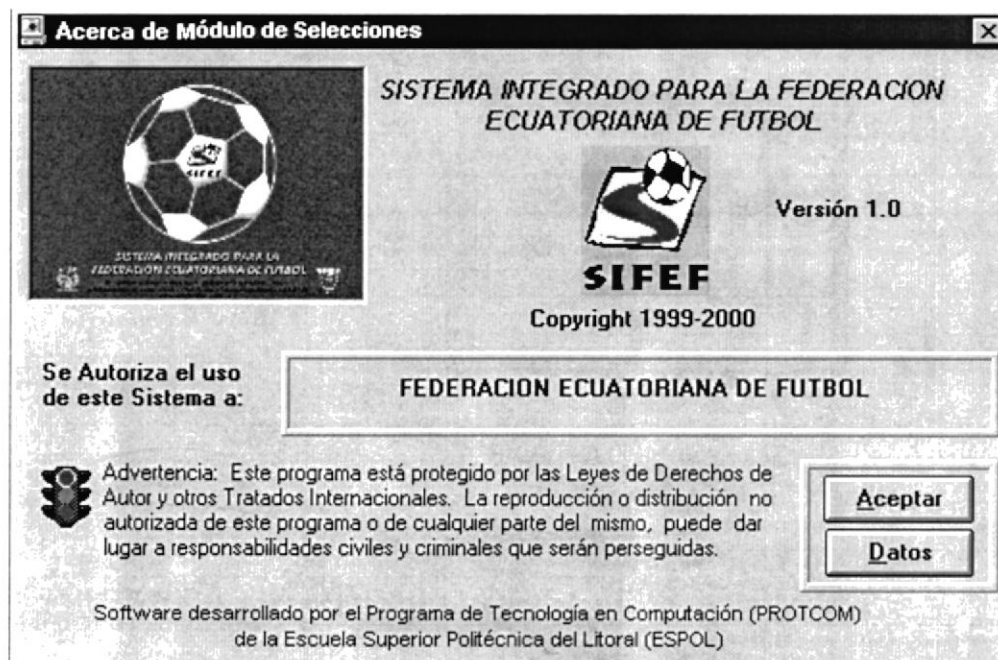 Acerca de Módulo de Selecciones
SIFEF
SISTEMA INTEGRADO PARA LA
FEDERACION ECUATORIANA DE FUTBOL
SISTEMA INTEGRADO PARA LA FEDERACION
ECUATORIANA DE FUTBOL
Versión 1.0
SIFEF
Copyright 1999-2000
Se Autoriza el uso
de este Sistema a:
FEDERACION ECUATORIANA DE FUTBOL
Advertencia: Este programa está protegido por las Leyes de Derechos de
Autor y otros Tratados Internacionales. La reproducción o distribución no
autorizada de este programa o de cualquier parte del mismo, puede dar
lugar a responsabilidades civiles y criminales que serán perseguidas.
Aceptar
Datos
Software desarrollado por el Programa de Tecnología en Computación (PROTCOM)
de la Escuela Superior Politécnica del Litoral (ESPOL)